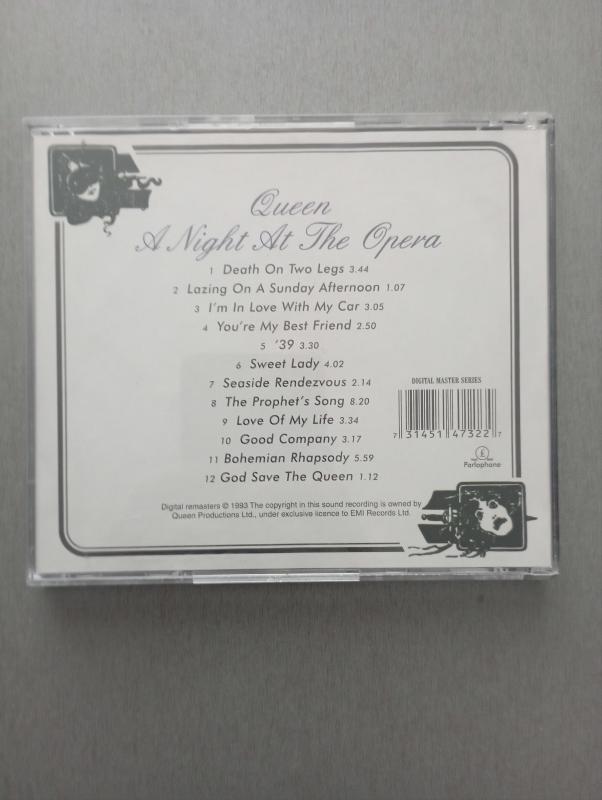 Queen
A Night At The Opera
1 Death On Two Legs 3.44
2 Lazing On A Sunday Afternoon 1.07
3 I'm In Love With My Car 3.05
4 You're My Best Friend 2.50
5 '39 3.30
6 Sweet Lady 4.02
7 Seaside Rendezvous 2.14
8 The Prophet's Song 8.20
9 Love Of My Life 3.34
10 Good Company 3.17
11 Bohemian Rhapsody 5.59
12 God Save The Queen 1.12
DIGITAL MASTER SERIES
7 31451 47322 7
£
Parlophone
Digital remasters © 1993 The copyright in this sound recording is owned by
Queen Productions Ltd., under exclusive licence to EMI Records Ltd.